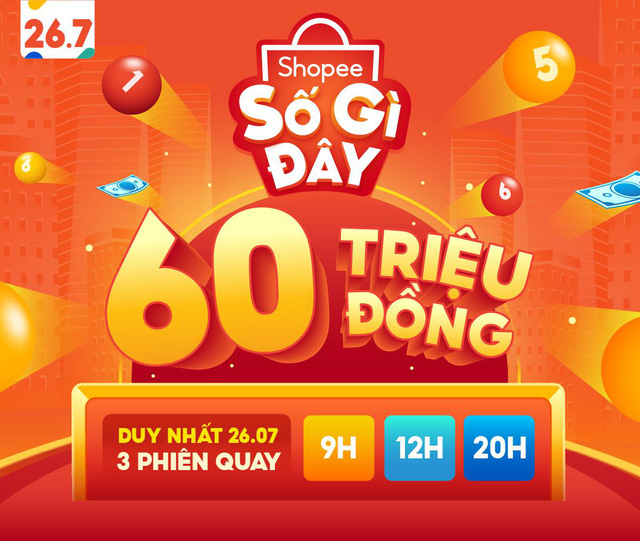 26.7
1
5
Shopee
Số Gì
ĐÂY
6
60 TRIỆU
ĐỒNG
DUY NHẤT 26.07
3 PHIÊN QUAY
9H
12H
20H